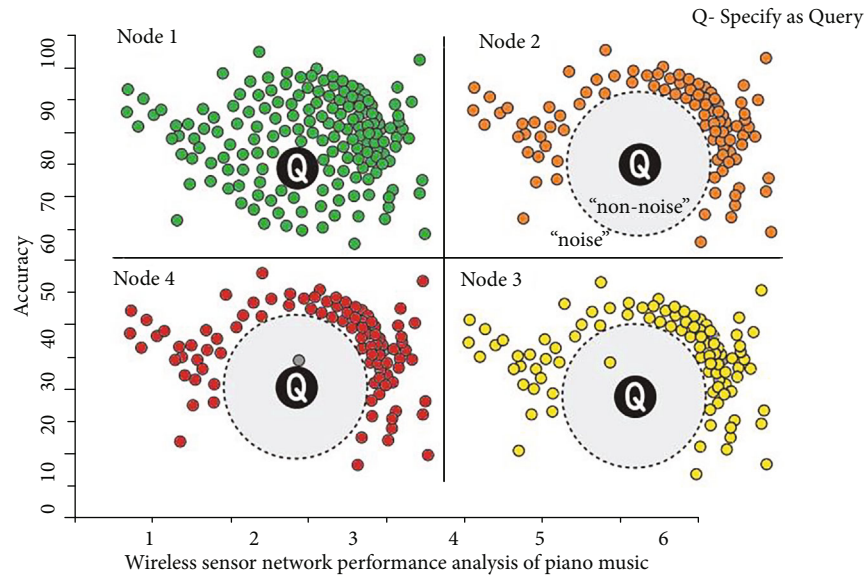 Q- Specify as Query
Node 1
Node 2
Q
Q
“non-noise”
“noise”
Node 4
Node 3
Q
Q
Accuracy
100
90
80
70
60
50
40
30
20
10
0
1 2 3 4 5 6
Wireless sensor network performance analysis of piano music